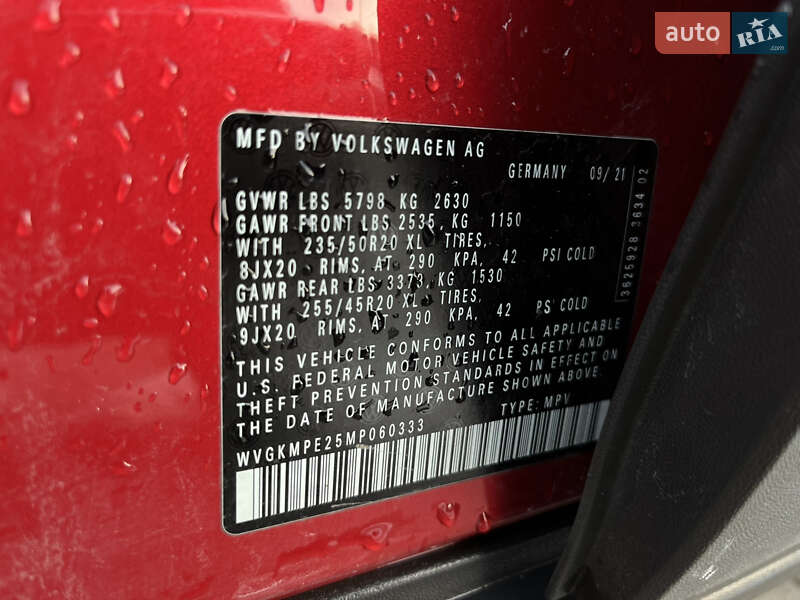 auto RIA.com
MFD BY VOLKSWAGEN AG
GERMANY 09/21
GVWR LBS 5798 KG 2630
GAWR FRONT LBS 2535, KG 1150
WITH 235/50R20 XL TIRES,
8JX20 RIMS, AT 290 KPA, 42 PSI COLD
GAWR REAR LBS 3373, KG 1530
WITH 255/45R20 XL TIRES,
9JX20 RIMS, AT 290 KPA, 42 PSI COLD
THIS VEHICLE CONFORMS TO ALL APPLICABLE
U.S. FEDERAL MOTOR VEHICLE SAFETY AND
THEFT PREVENTION STANDARDS IN EFFECT ON
THE DATE OF MANUFACTURE SHOWN ABOVE.
WVGKMPE25MP060333 TYPE: MPV
3625928 3634 02